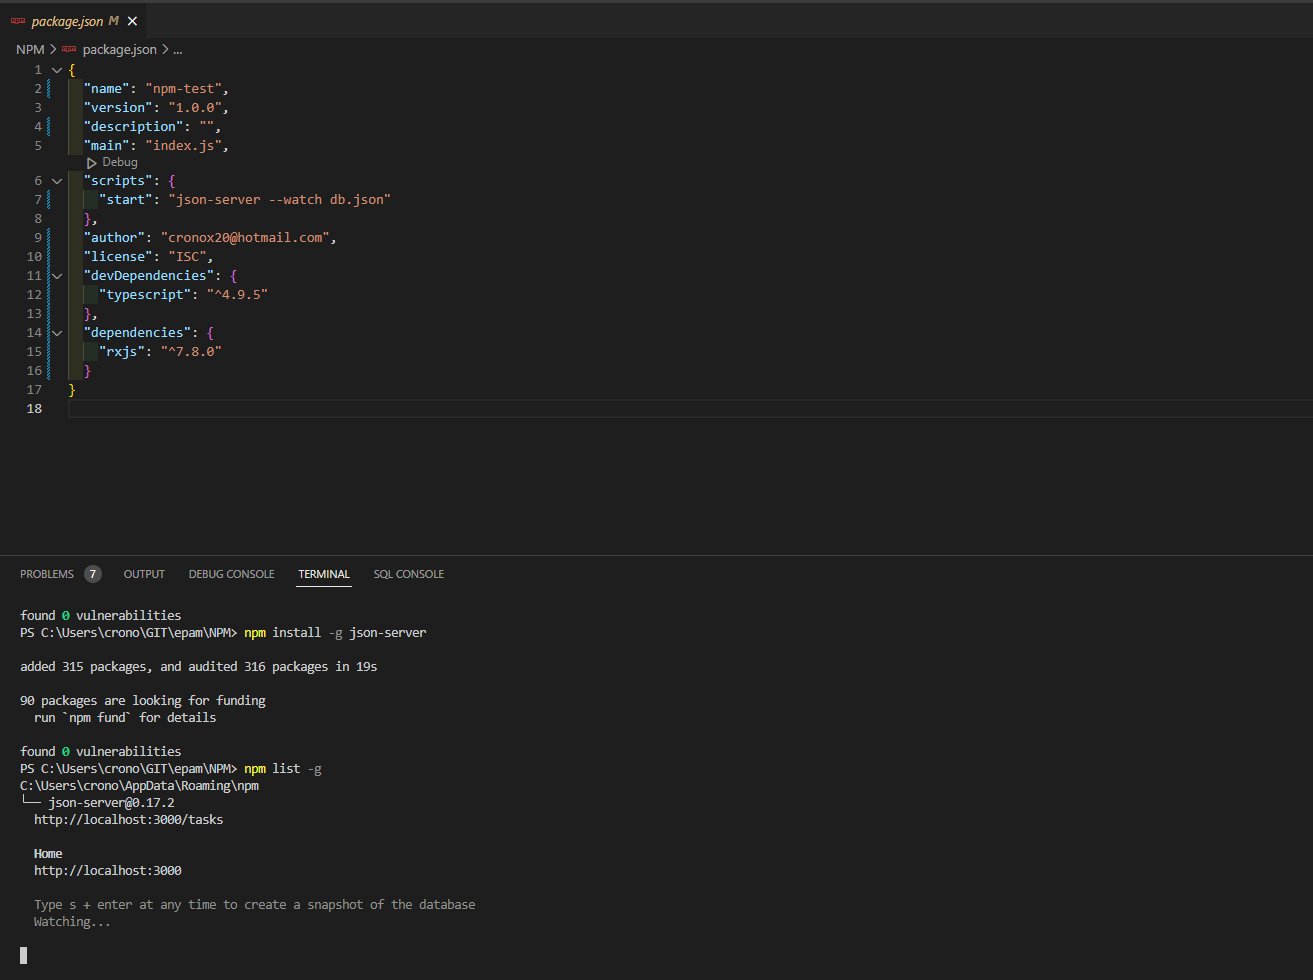 package.json M
NPM > package.json > ...
1 {
2 "name": "npm-test",
3 "version": "1.0.0",
4 "description": "",
5 "main": "index.js",
Debug
6 "scripts": {
7 "start": "json-server --watch db.json"
8 },
9 "author": "cronox20@hotmail.com",
10 "license": "ISC",
11 "devDependencies": {
12 "typescript": "^4.9.5"
13 },
14 "dependencies": {
15 "rxjs": "^7.8.0"
16 }
17 }
18
PROBLEMS 7 OUTPUT DEBUG CONSOLE TERMINAL SQL CONSOLE
found 0 vulnerabilities
PS C:\Users\crono\GIT\epam\NPM> npm install -g json-server
added 315 packages, and audited 316 packages in 19s
90 packages are looking for funding
run `npm fund` for details
found 0 vulnerabilities
PS C:\Users\crono\GIT\epam\NPM> npm list -g
C:\Users\crono\AppData\Roaming\npm
└── json-server@0.17.2
http://localhost:3000/tasks
Home
http://localhost:3000
Type s + enter at any time to create a snapshot of the database
Watching...